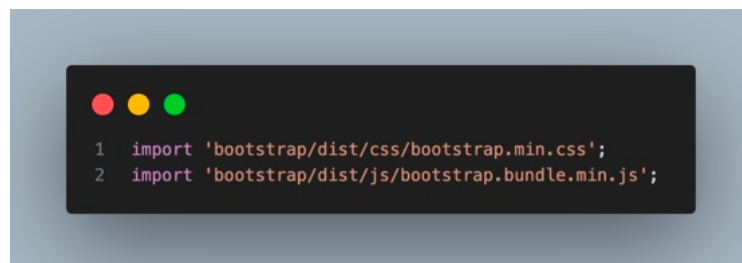 1 import 'bootstrap/dist/css/bootstrap.min.css';
2 import 'bootstrap/dist/js/bootstrap.bundle.min.js';